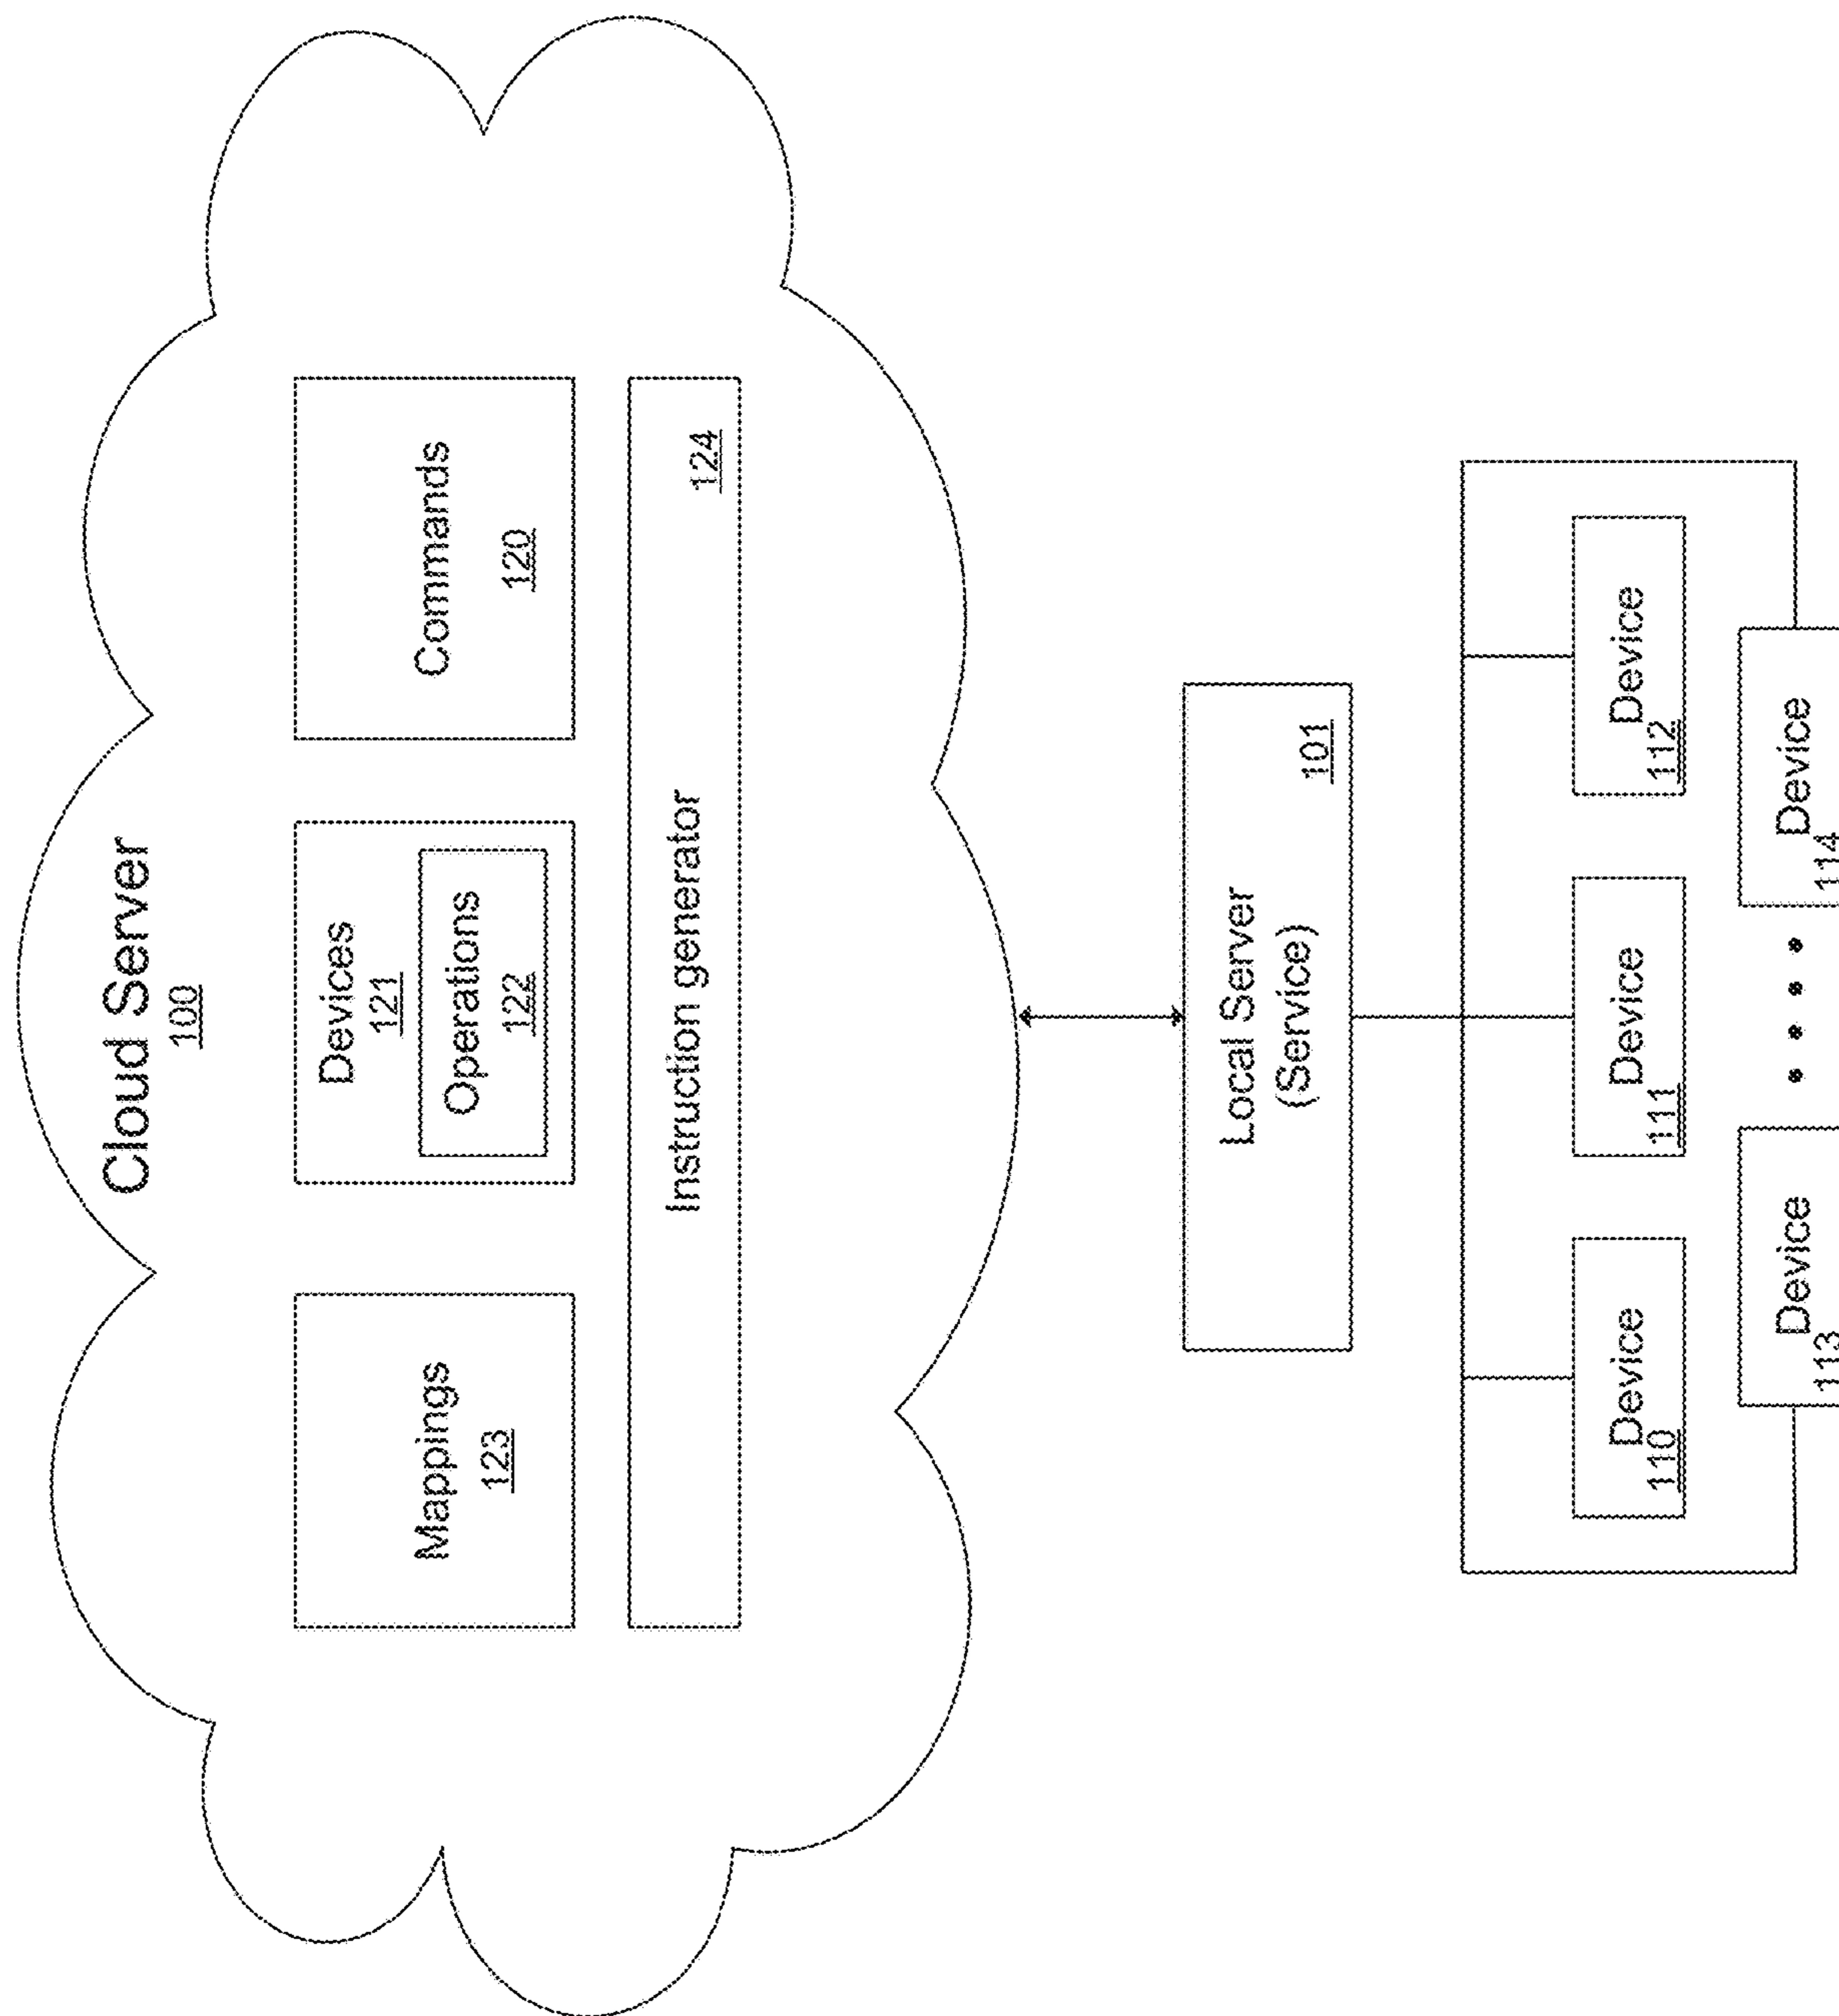 Cloud Server
100
Mappings
123
Devices
121
Operations
122
Commands
120
Instruction generator
124
Local Server
(Service)
101
Device
110
Device
111
Device
112
Device
113
Device
114